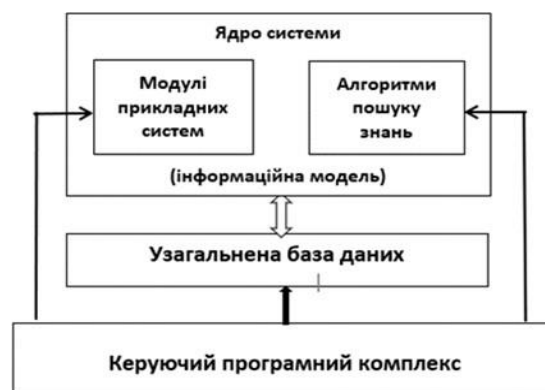 Ядро системи
Модулі
прикладних
систем
Алгоритми
пошуку
знань
(інформаційна модель)
Узагальнена база даних
Керуючий програмний комплекс